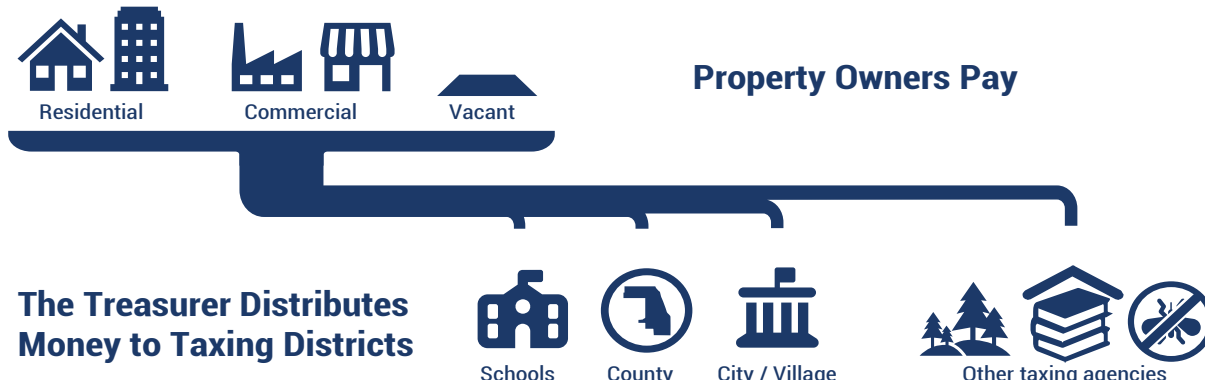 Residential
Commercial
Vacant
Property Owners Pay
The Treasurer Distributes
Money to Taxing Districts
Schools
County
City / Village
Other taxing agencies